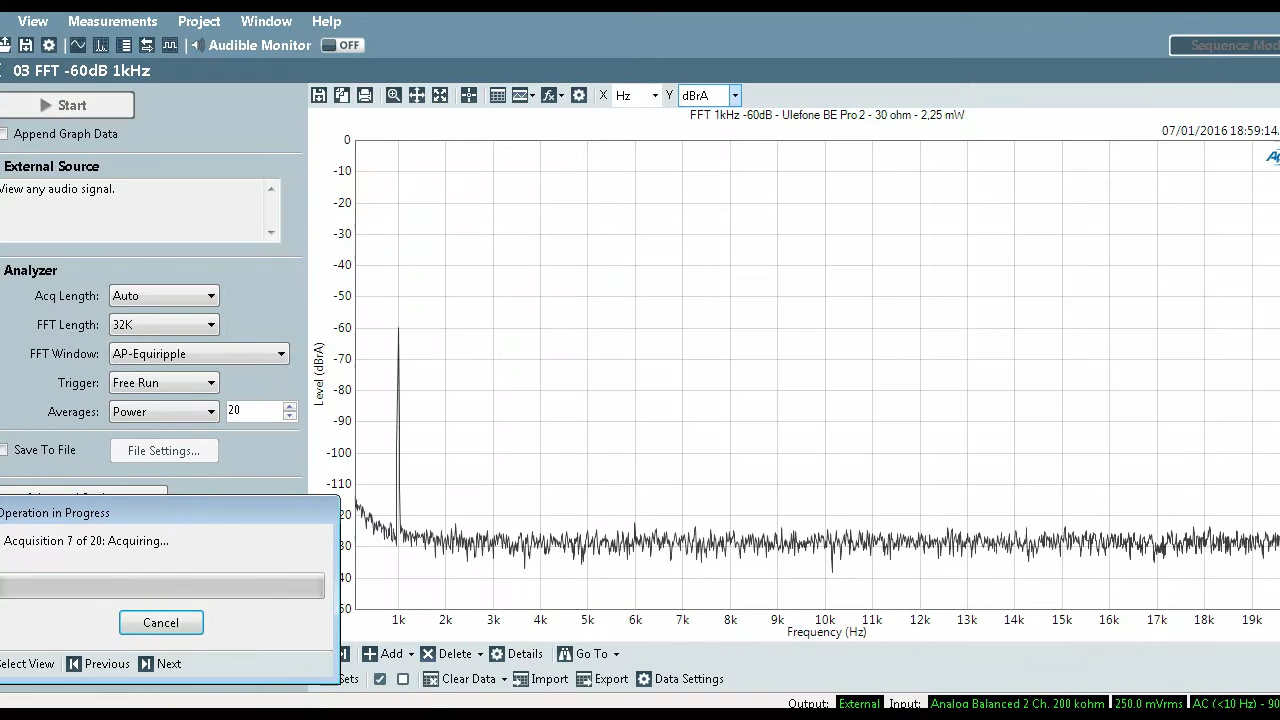 View Measurements Project Window Help
Audible Monitor OFF
Sequence Mod
03 FFT -60dB 1kHz
Start
X Hz Y dBrA
Append Graph Data
FFT 1kHz -60dB - Ulefone BE Pro 2 - 30 ohm - 2,25 mW
07/01/2016 18:59:14.
External Source
View any audio signal.
Analyzer
Acq Length: Auto
FFT Length: 32K
FFT Window: AP-Equiripple
Trigger: Free Run
Averages: Power 20
Save To File File Settings...
Operation in Progress
Acquisition 7 of 20: Acquiring...
Cancel
Select View Previous Next
Level (dBrA)
0
-10
-20
-30
-40
-50
-60
-70
-80
-90
-100
-110
20
30
40
50
1k 2k 3k 4k 5k 6k 7k 8k 9k 10k 11k 12k 13k 14k 15k 16k 17k 18k 19k
Frequency (Hz)
Add Delete Details Go To
Sets Clear Data Import Export Data Settings
Output: External Input: Analog Balanced 2 Ch, 200 kohm 250.0 mVrms AC (<10 Hz) - 90